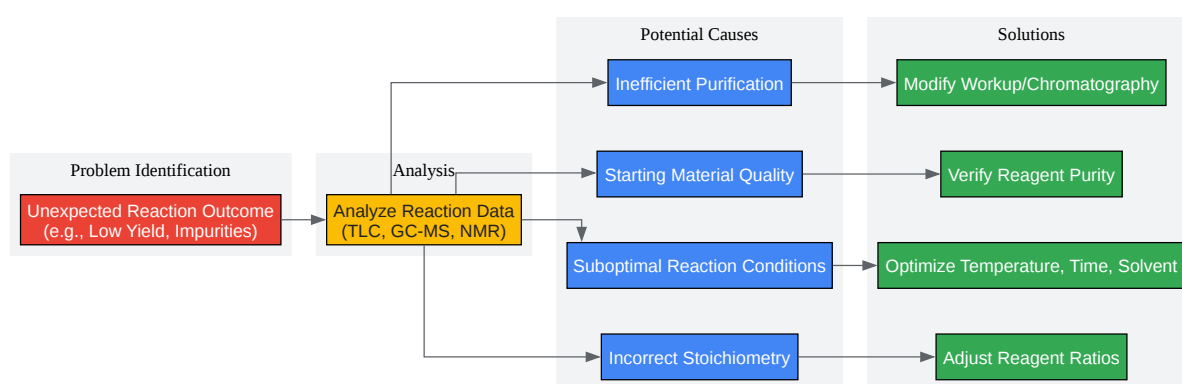 Problem Identification
Unexpected Reaction Outcome
(e.g., Low Yield, Impurities)
Analysis
Analyze Reaction Data
(TLC, GC-MS, NMR)
Potential Causes
Inefficient Purification
Starting Material Quality
Suboptimal Reaction Conditions
Incorrect Stoichiometry
Solutions
Modify Workup/Chromatography
Verify Reagent Purity
Optimize Temperature, Time, Solvent
Adjust Reagent Ratios